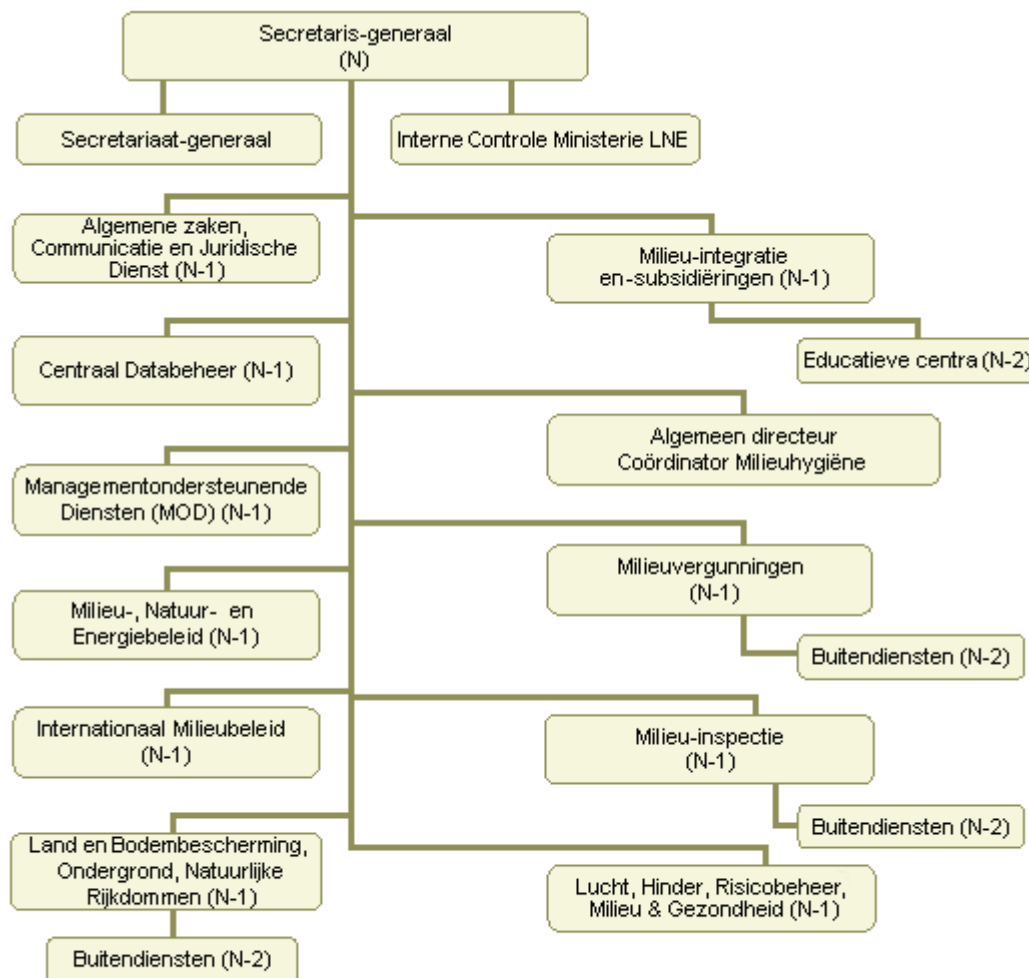 Secretaris-generaal
(N)
Secretariaat-generaal
Interne Controle Ministerie LNE
Algemene zaken,
Communicatie en Juridische
Dienst (N-1)
Milieu-integratie
en-subsidiëringen (N-1)
Centraal Databeheer (N-1)
Educatieve centra (N-2)
Algemeen directeur
Coördinator Milieuhygiëne
Managementondersteunende
Diensten (MOD) (N-1)
Milieuvergunningen
(N-1)
Milieu-, Natuur- en
Energiebeleid (N-1)
Buitendiensten (N-2)
Internationaal Milieubeleid
(N-1)
Milieu-inspectie
(N-1)
Buitendiensten (N-2)
Land en Bodembescherming,
Ondergrond, Natuurlijke
Rijkdommen (N-1)
Lucht, Hinder, Risicobeheer,
Milieu & Gezondheid (N-1)
Buitendiensten (N-2)